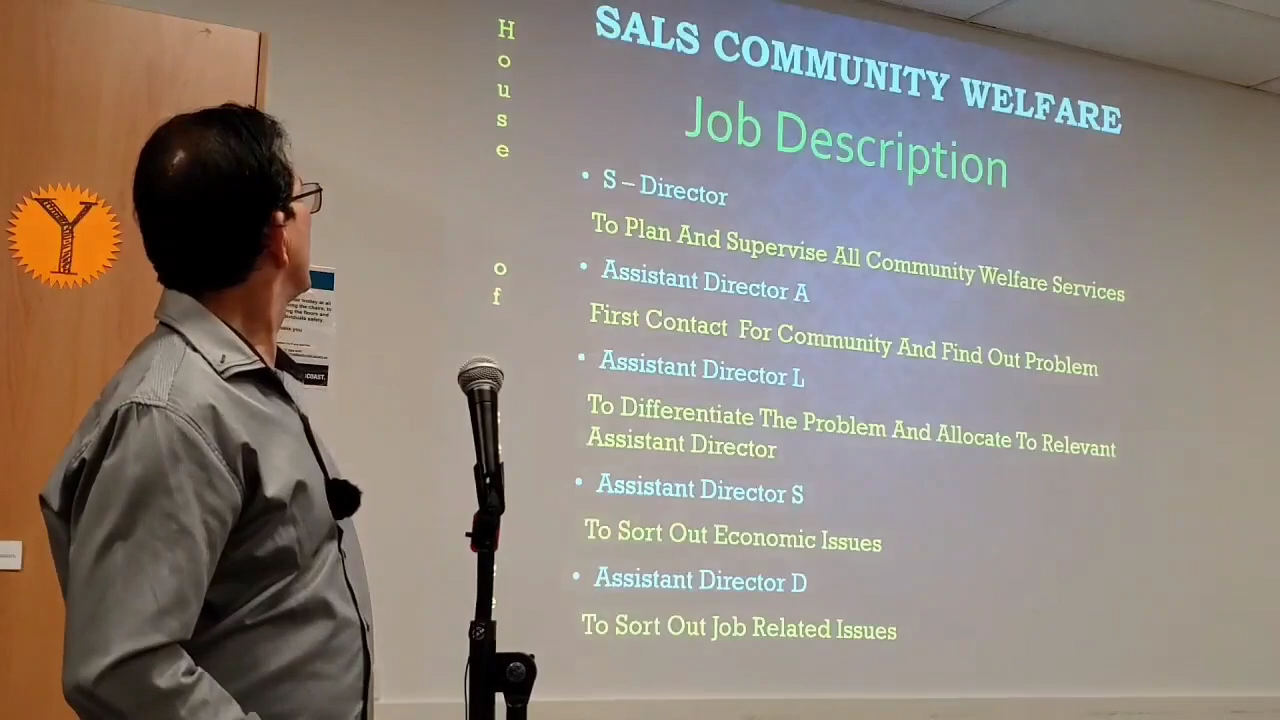 SALS COMMUNITY WELFARE
Job Description
• S – Director
To Plan And Supervise All Community Welfare Services
• Assistant Director A
First Contact For Community And Find Out Problem
• Assistant Director L
To Differentiate The Problem And Allocate To Relevant
Assistant Director
• Assistant Director S
To Sort Out Economic Issues
• Assistant Director D
To Sort Out Job Related Issues
House
of
Y